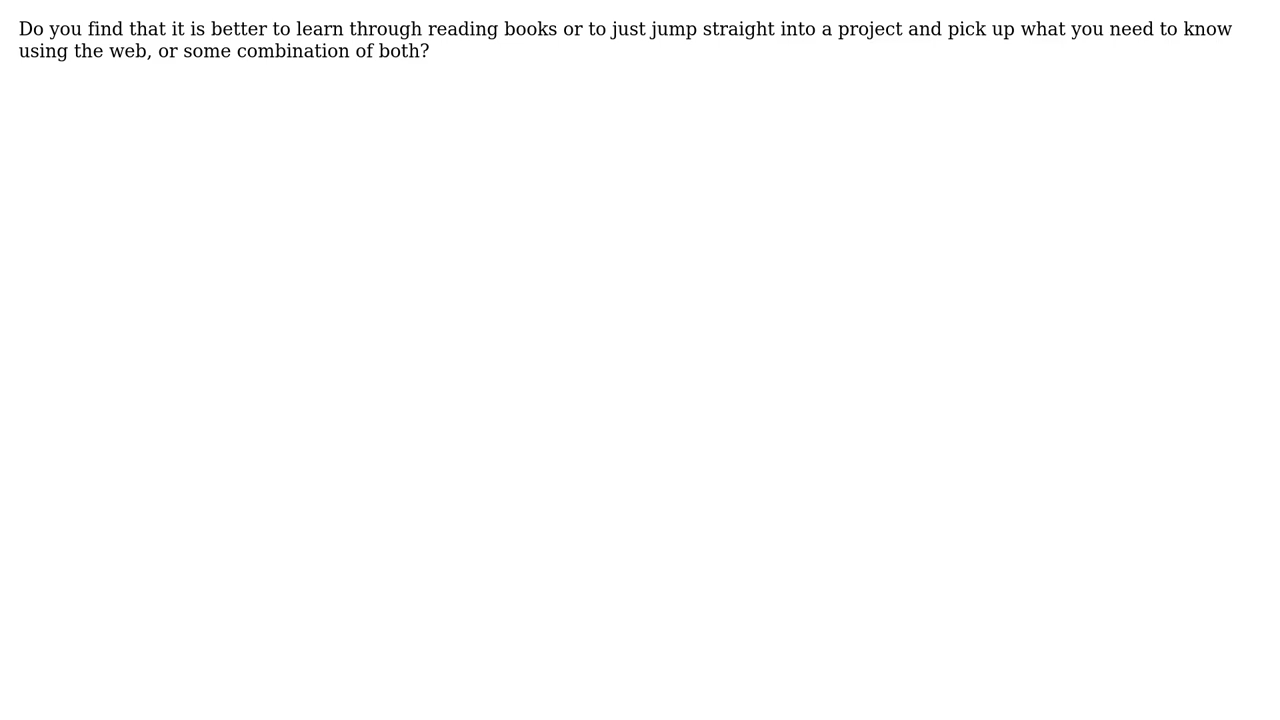 Do you find that it is better to learn through reading books or to just jump straight into a project and pick up what you need to know
using the web, or some combination of both?